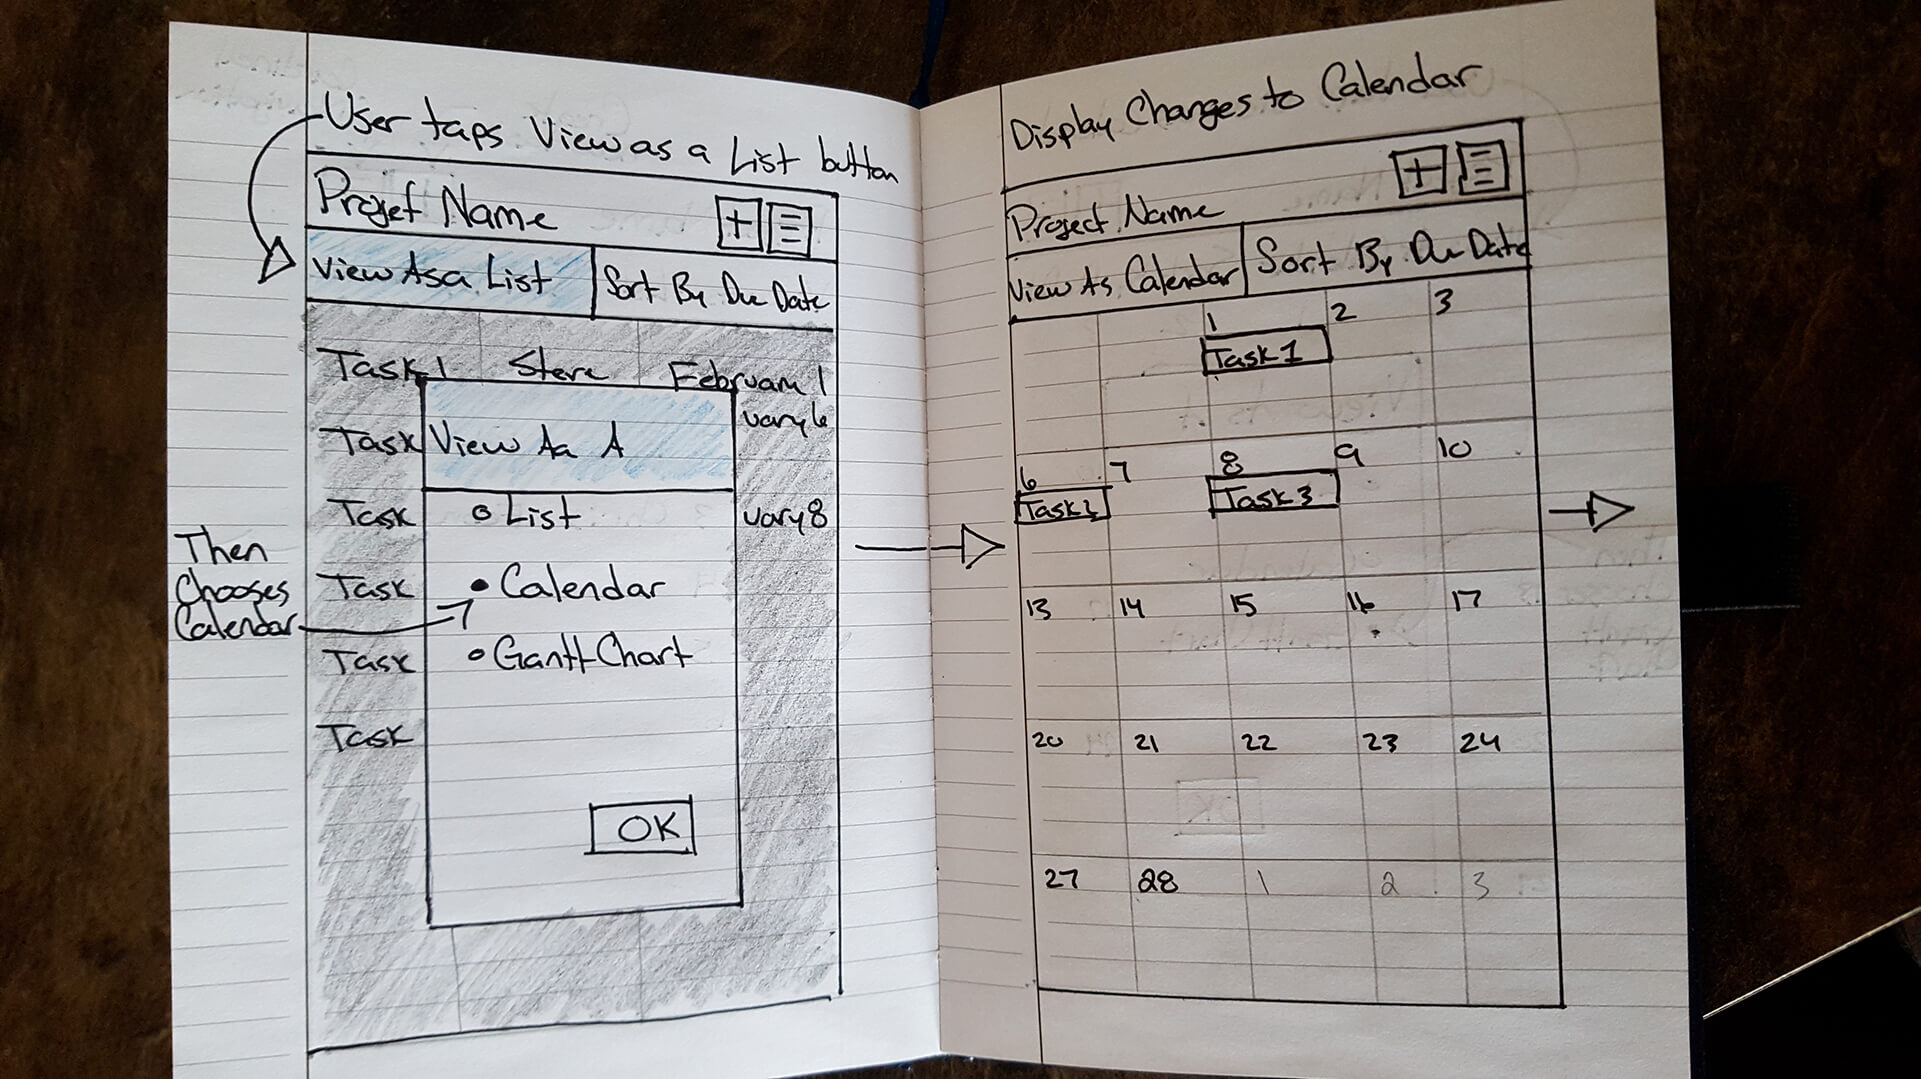 User taps View as a List button
Projet Name
+
View As a List
Sort By Due Date
Task 1 Steve February 1
Task
uary 6
View As A
Task
List
uary 8
Then
Chooses
Calendar
Task
Calendar
Task
Gantt Chart
Task
OK
Display Changes to Calendar
Project Name
+
View As Calendar
Sort By Due Date
1 2 3
Task 1
6 7 8 9 10
Task 2 Task 3
13 14 15 16 17
20 21 22 23 24
27 28 1 2 3